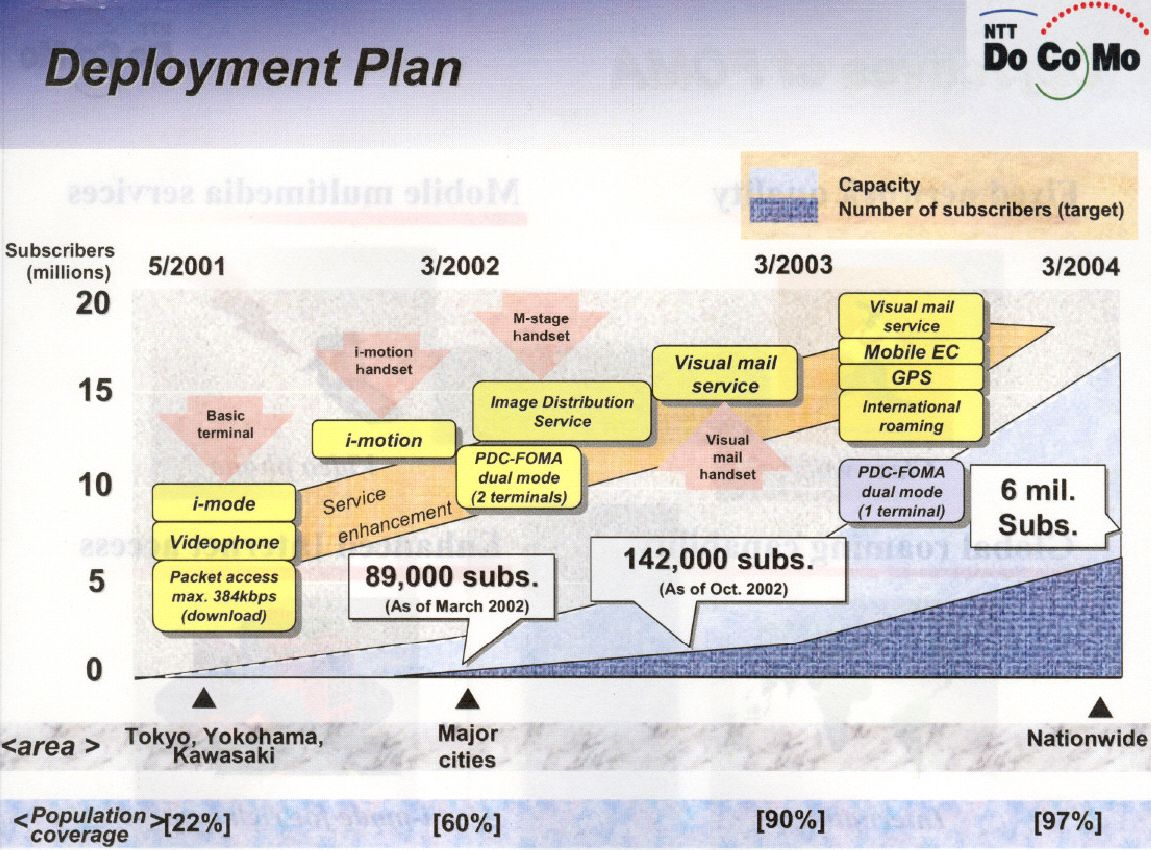 Deployment Plan
NTT
DoCoMo
Capacity
Number of subscribers (target)
Subscribers
(millions)
5/2001
3/2002
3/2003
3/2004
20
15
10
5
0
Basic
terminal
i-motion
handset
M-stage
handset
Visual
mail
handset
i-mode
Videophone
Packet access
max. 384kbps
(download)
i-motion
Image Distribution
Service
PDC-FOMA
dual mode
(2 terminals)
Service
enhancement
Visual mail
service
Visual mail
service
Mobile EC
GPS
International
roaming
PDC-FOMA
dual mode
(1 terminal)
89,000 subs.
(As of March 2002)
142,000 subs.
(As of Oct. 2002)
6 mil.
Subs.
<area >
Tokyo, Yokohama,
Kawasaki
Major
cities
Nationwide
<Population
coverage >
[22%]
[60%]
[90%]
[97%]